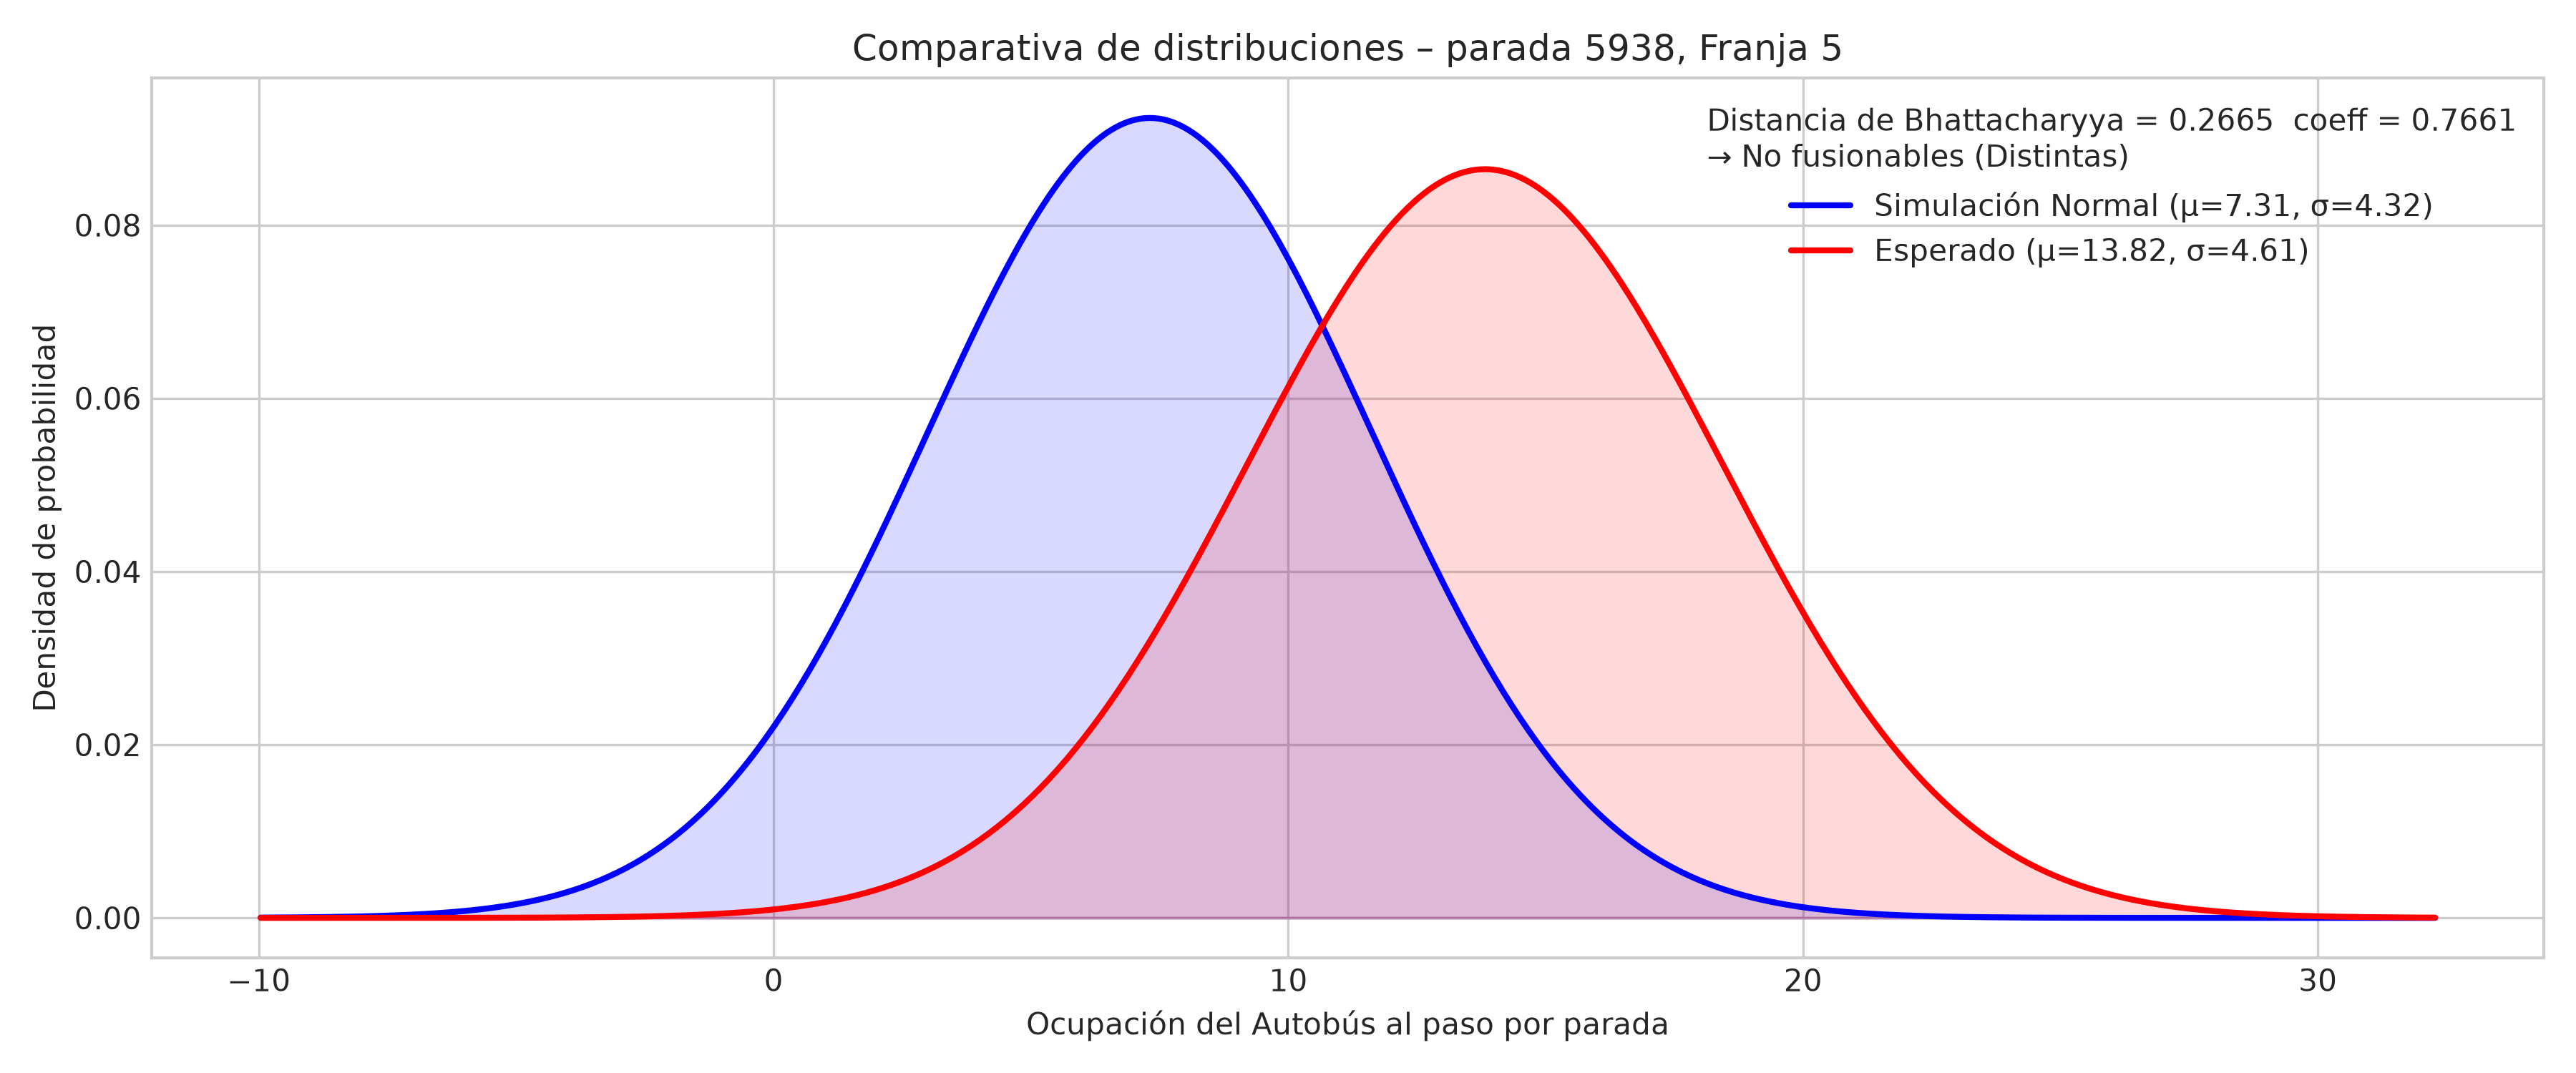 Comparativa de distribuciones – parada 5938, Franja 5
Distancia de Bhattacharyya = 0.2665  coeff = 0.7661
→ No fusionables (Distintas)
Simulación Normal (μ=7.31, σ=4.32)
Esperado (μ=13.82, σ=4.61)
Densidad de probabilidad
0.08
0.06
0.04
0.02
0.00
−10 0 10 20 30
Ocupación del Autobús al paso por parada